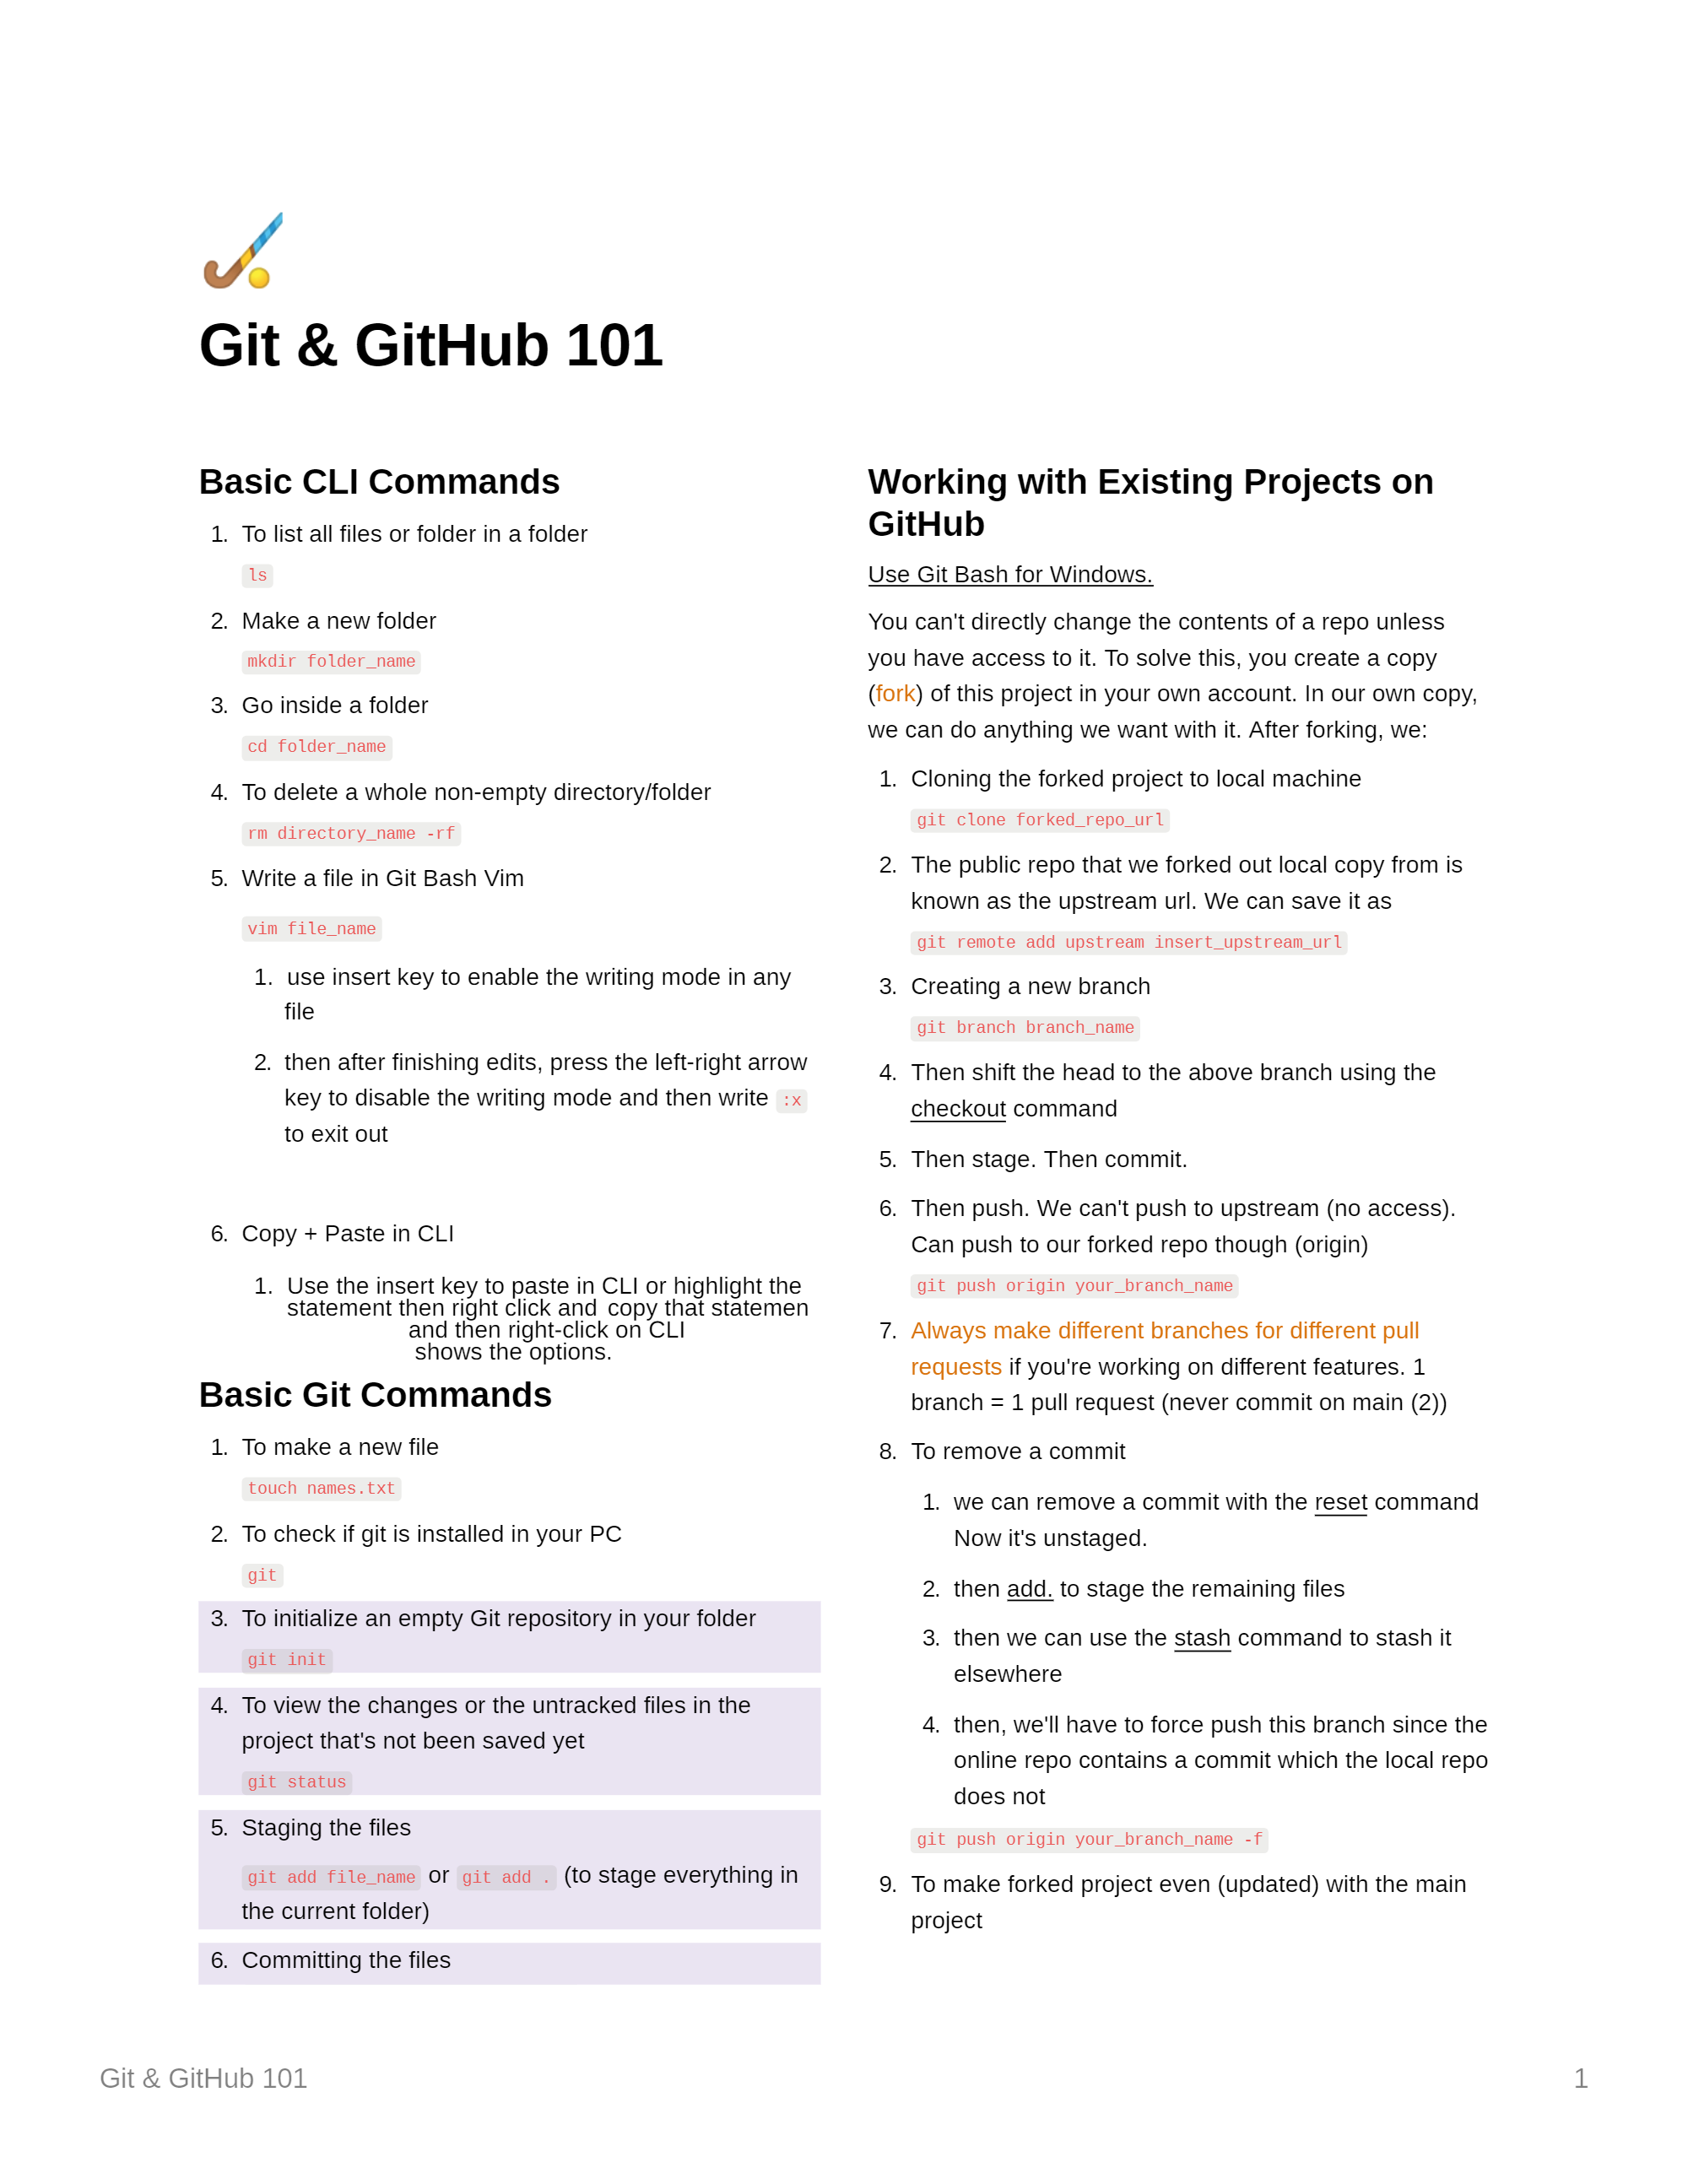 Git & GitHub 101
Basic CLI Commands
1. To list all files or folder in a folder
ls
2. Make a new folder
mkdir folder_name
3. Go inside a folder
cd folder_name
4. To delete a whole non-empty directory/folder
rm directory_name -rf
5. Write a file in Git Bash Vim
vim file_name
1. use insert key to enable the writing mode in any
file
2. then after finishing edits, press the left-right arrow
key to disable the writing mode and then write :x
to exit out
6. Copy + Paste in CLI
1. Use the insert key to paste in CLI or highlight the
statement then right click and copy that statemen
and then right-click on CLI
shows the options.
Basic Git Commands
1. To make a new file
touch names.txt
2. To check if git is installed in your PC
git
3. To initialize an empty Git repository in your folder
git init
4. To view the changes or the untracked files in the
project that's not been saved yet
git status
5. Staging the files
git add file_name or git add . (to stage everything in
the current folder)
6. Committing the files
Working with Existing Projects on
GitHub
Use Git Bash for Windows.
You can't directly change the contents of a repo unless
you have access to it. To solve this, you create a copy
(fork) of this project in your own account. In our own copy,
we can do anything we want with it. After forking, we:
1. Cloning the forked project to local machine
git clone forked_repo_url
2. The public repo that we forked out local copy from is
known as the upstream url. We can save it as
git remote add upstream insert_upstream_url
3. Creating a new branch
git branch branch_name
4. Then shift the head to the above branch using the
checkout command
5. Then stage. Then commit.
6. Then push. We can't push to upstream (no access).
Can push to our forked repo though (origin)
git push origin your_branch_name
7. Always make different branches for different pull
requests if you're working on different features. 1
branch = 1 pull request (never commit on main (2))
8. To remove a commit
1. we can remove a commit with the reset command
Now it's unstaged.
2. then add. to stage the remaining files
3. then we can use the stash command to stash it
elsewhere
4. then, we'll have to force push this branch since the
online repo contains a commit which the local repo
does not
git push origin your_branch_name -f
9. To make forked project even (updated) with the main
project
Git & GitHub 101
1